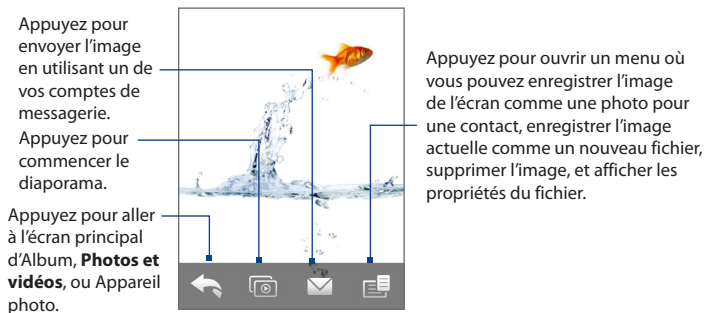 Appuyez pour
envoyer l’image
en utilisant un de
vos comptes de
messagerie.
Appuyez pour
commencer le
diaporama.
Appuyez pour aller
à l’écran principal
d’Album, Photos et
vidéos, ou Appareil
photo.
Appuyez pour ouvrir un menu où
vous pouvez enregistrer l’image
de l’écran comme une photo pour
une contact, enregistrer l’image
actuelle comme un nouveau fichier,
supprimer l’image, et afficher les
propriétés du fichier.